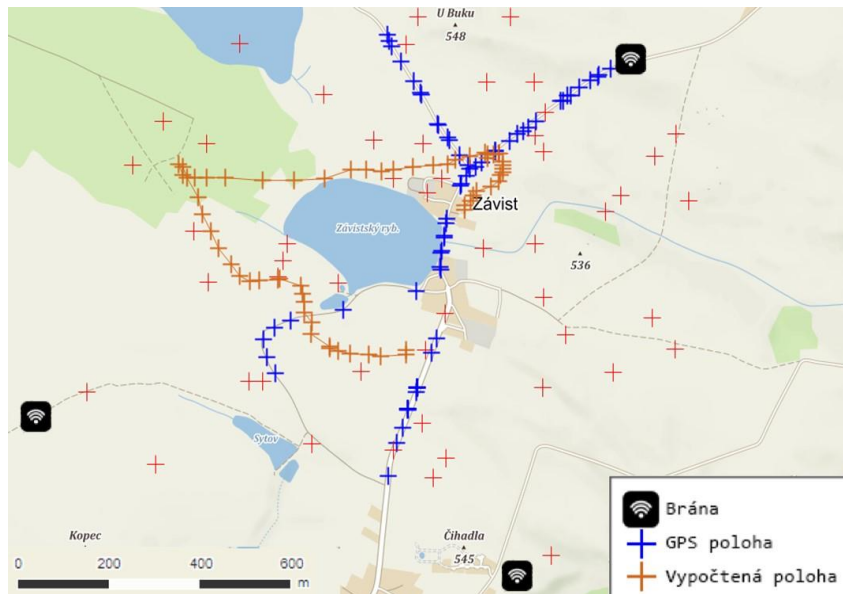 U Buku
548
Závist
Závistský ryb.
536
Sytov
Kopec
Čihadla
545
Brána
GPS poloha
Vypočtená poloha
0 200 400 600
m